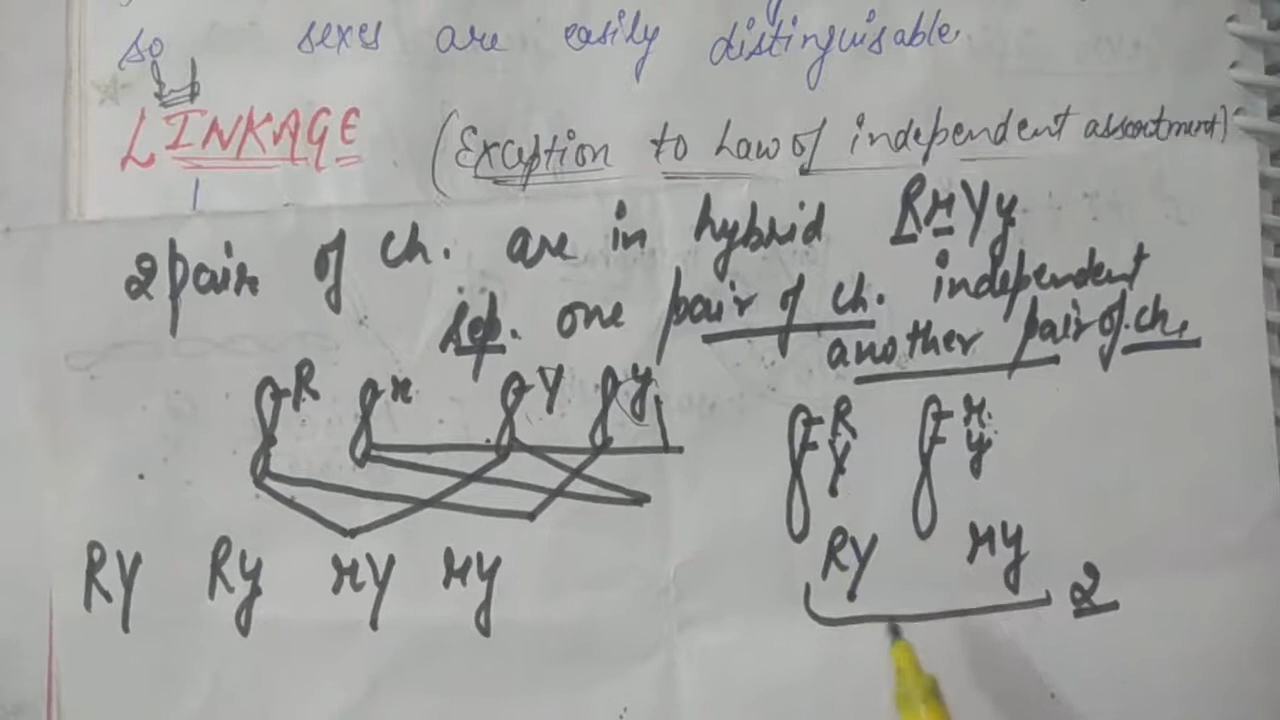 so sexes are easily distinguisable.
LINKAGE (Exception to Law of independent assortment)
2 pair of ch. are in hybrid RrYy
sep. one pair of ch. independent
another pair of ch.
R r Y y
R r
Y y
RY Ry rY ry
RY ry 2